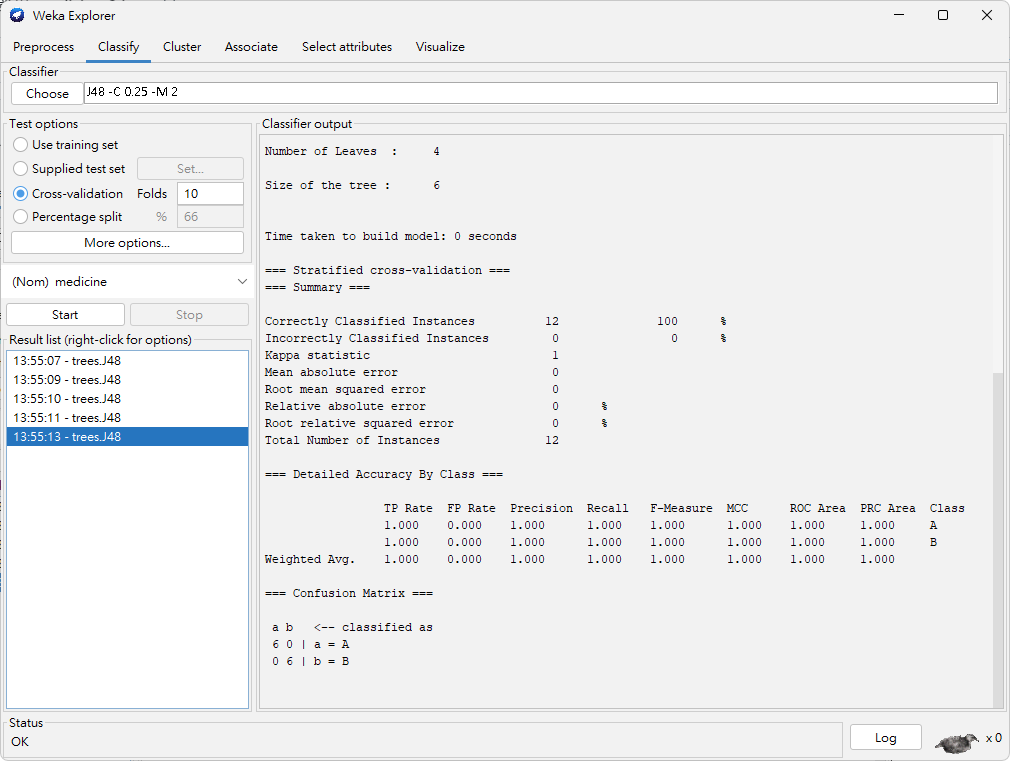 Weka Explorer
Preprocess Classify Cluster Associate Select attributes Visualize
Classifier
Choose J48 -C 0.25 -M 2
Test options
Use training set
Supplied test set Set...
Cross-validation Folds 10
Percentage split % 66
More options...
(Nom) medicine
Start Stop
Result list (right-click for options)
13:55:07 - trees.J48
13:55:09 - trees.J48
13:55:10 - trees.J48
13:55:11 - trees.J48
13:55:13 - trees.J48
Classifier output
Number of Leaves  :     4
Size of the tree :      6
Time taken to build model: 0 seconds
=== Stratified cross-validation ===
=== Summary ===
Correctly Classified Instances          12              100      %
Incorrectly Classified Instances         0                0      %
Kappa statistic                          1
Mean absolute error                      0
Root mean squared error                  0
Relative absolute error                  0      %
Root relative squared error              0      %
Total Number of Instances               12
=== Detailed Accuracy By Class ===
                 TP Rate  FP Rate  Precision  Recall   F-Measure  MCC      ROC Area  PRC Area  Class
                 1.000    0.000    1.000      1.000    1.000      1.000    1.000     1.000     A
                 1.000    0.000    1.000      1.000    1.000      1.000    1.000     1.000     B
Weighted Avg.    1.000    0.000    1.000      1.000    1.000      1.000    1.000     1.000
=== Confusion Matrix ===
 a b   <-- classified as
 6 0 | a = A
 0 6 | b = B
Status
OK
Log x 0